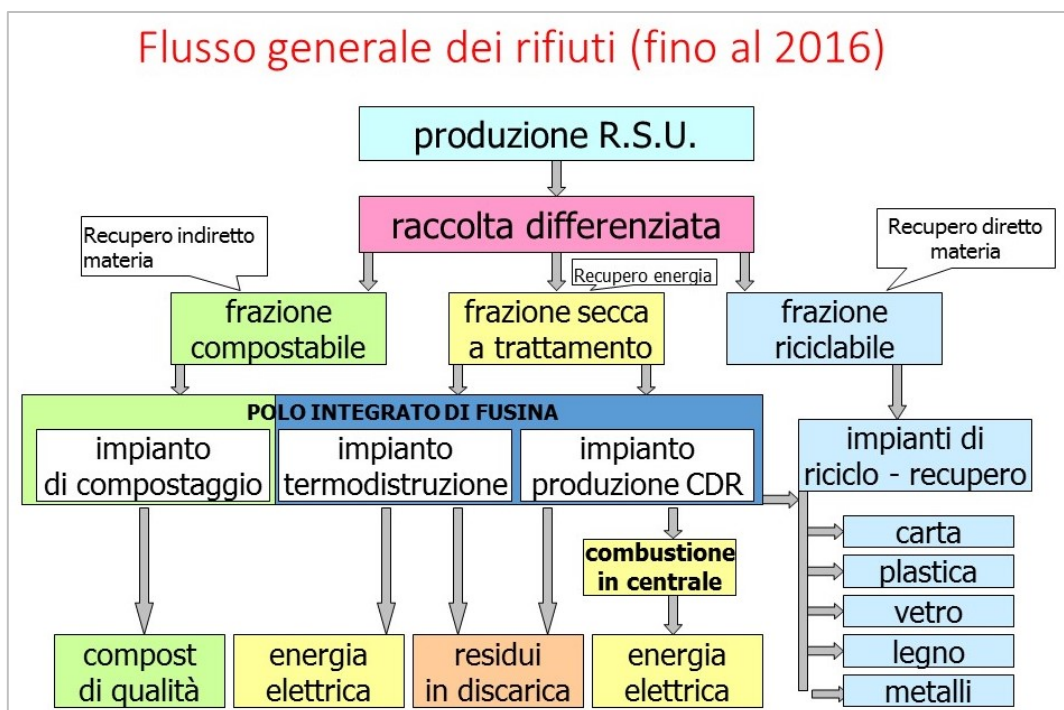 Flusso generale dei rifiuti (fino al 2016)
produzione R.S.U.
raccolta differenziata
Recupero indiretto
materia
Recupero energia
Recupero diretto
materia
frazione
compostabile
frazione secca
a trattamento
frazione
riciclabile
POLO INTEGRATO DI FUSINA
impianto
di compostaggio
impianto
termodistruzione
impianto
produzione CDR
impianti di
riciclo - recupero
combustione
in centrale
carta
plastica
vetro
legno
metalli
compost
di qualità
energia
elettrica
residui
in discarica
energia
elettrica